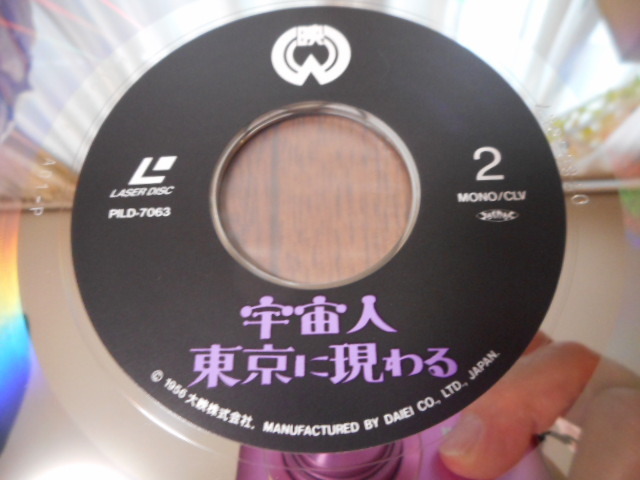 映
LASER DISC
PILD-7063
2
MONO/CLV
宇宙人
東京に現わる
© 1956 大映株式会社. MANUFACTURED BY DAIEI CO., LTD., JAPAN.